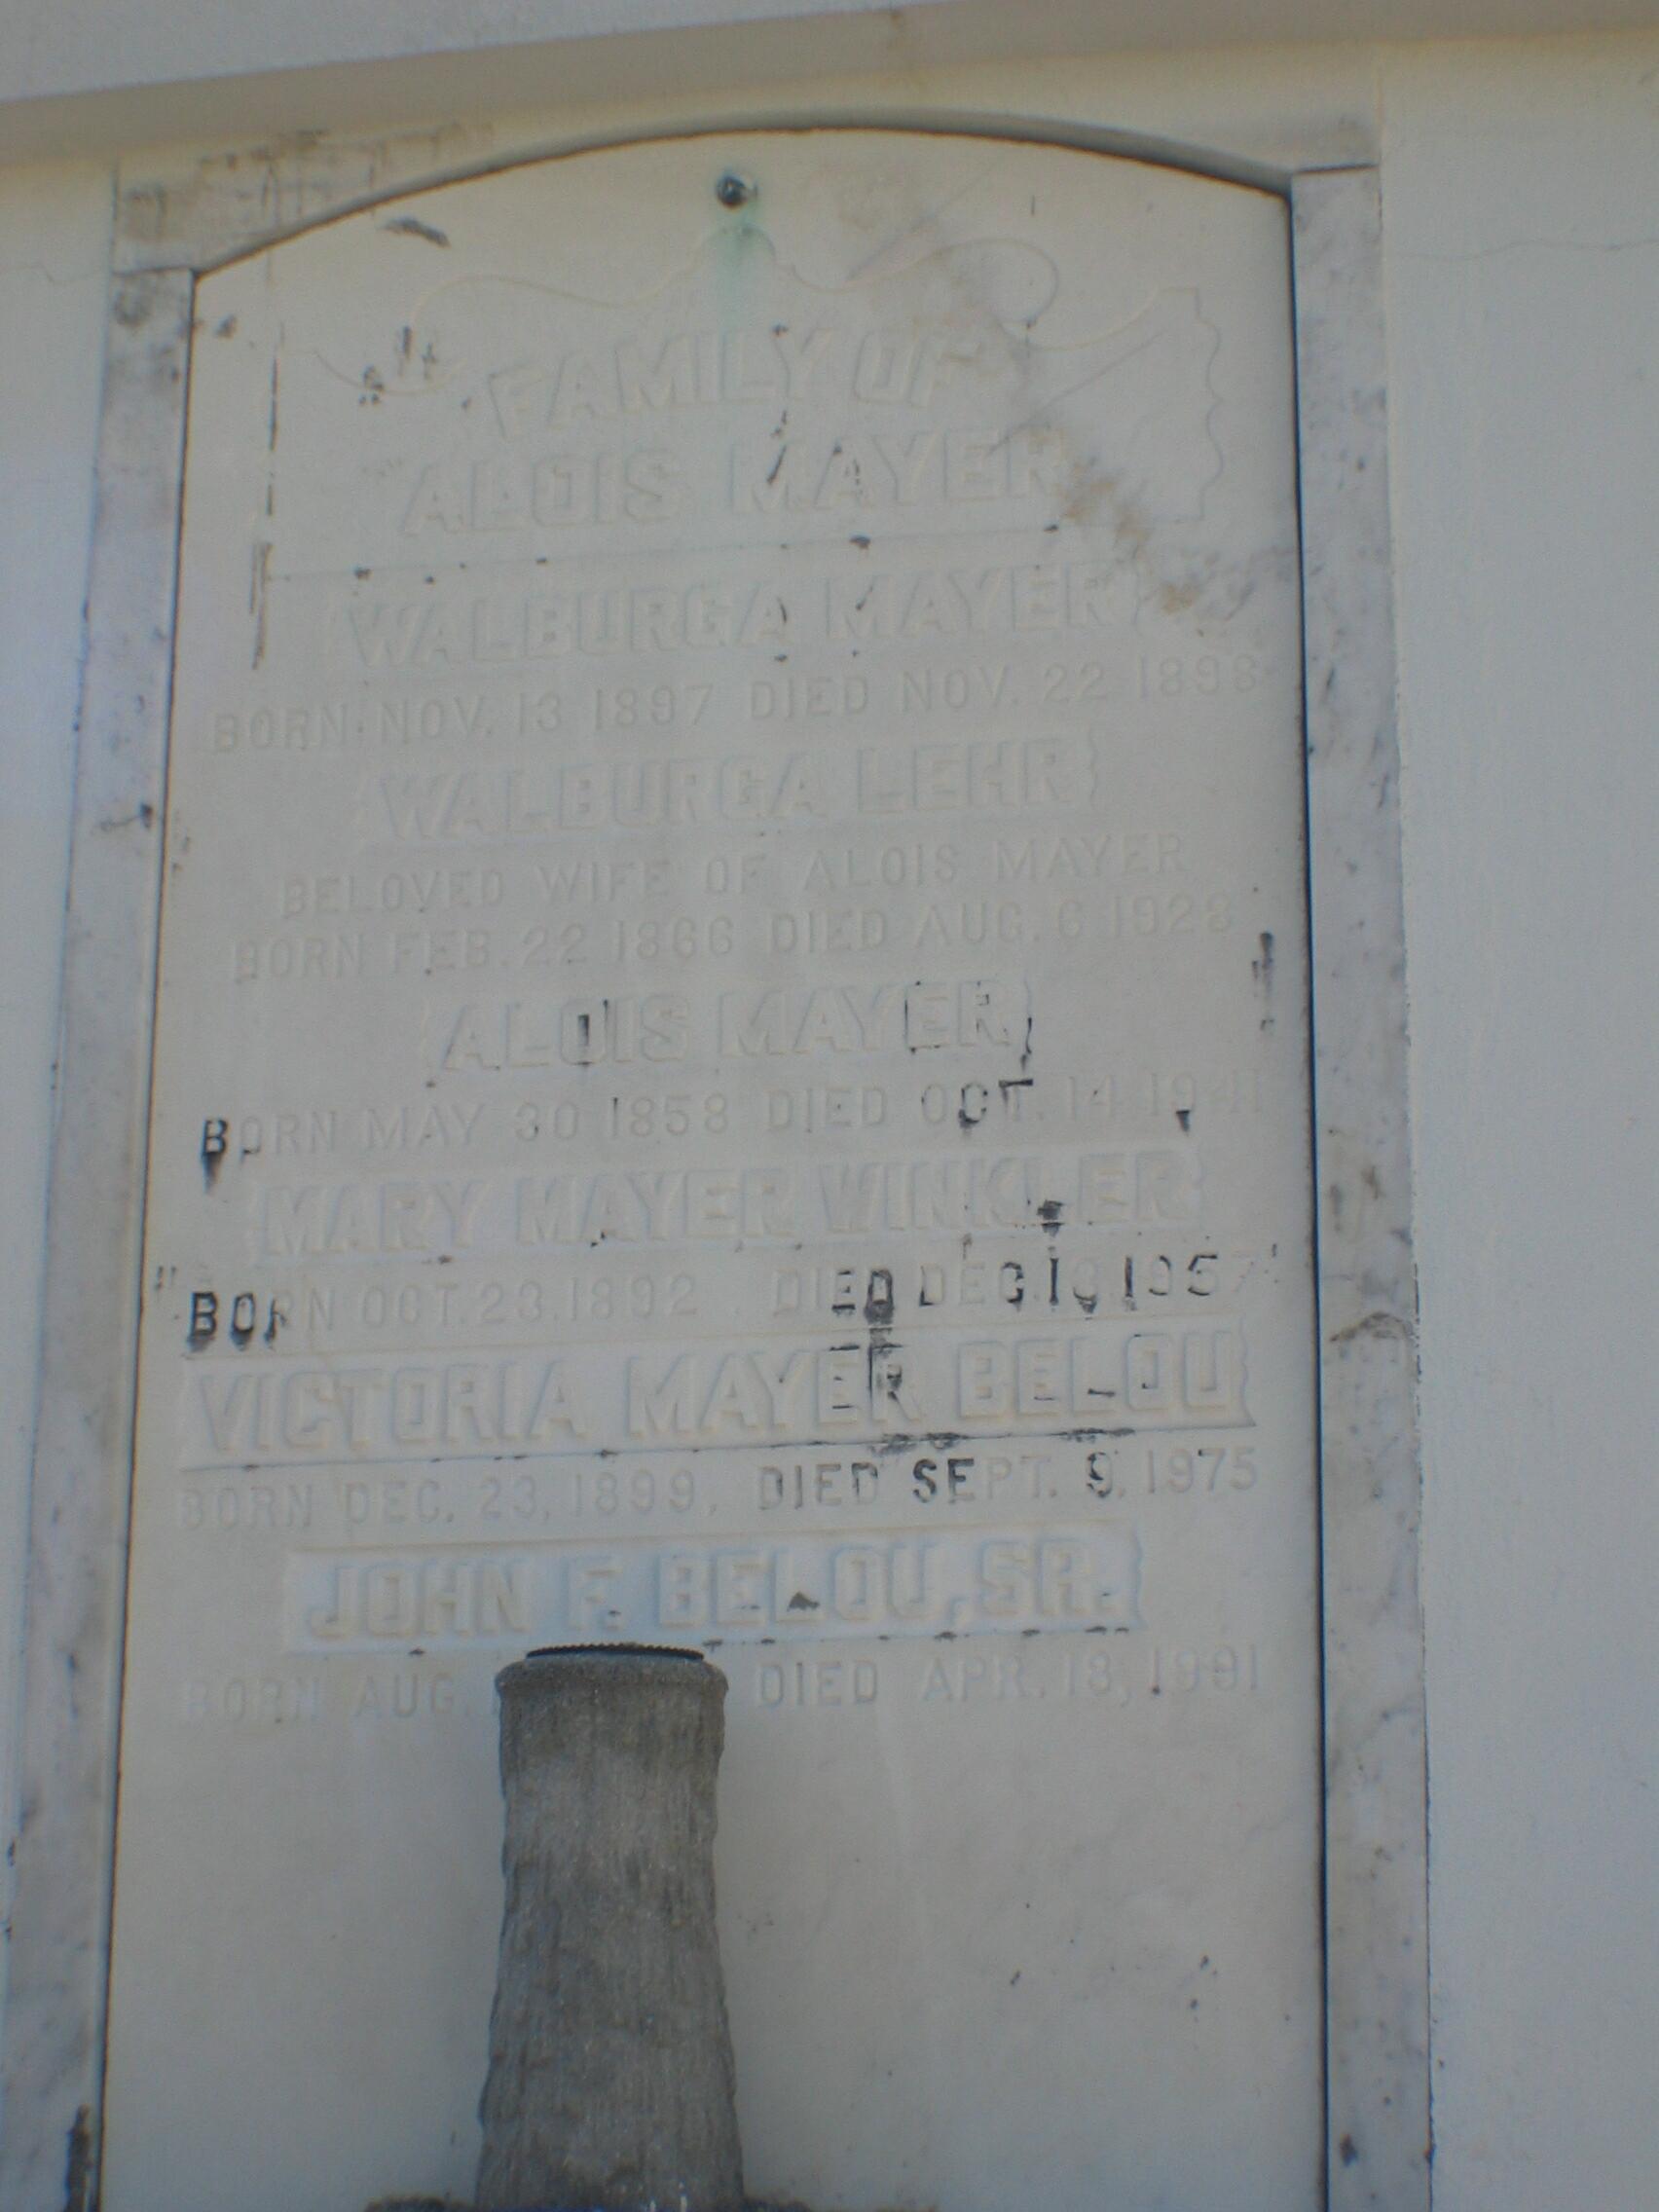 FAMILY OF
ALOIS MAYER
WALBURGA MAYER
BORN NOV. 13 1897 DIED NOV. 22 1898
WALBURGA LEHR
BELOVED WIFE OF ALOIS MAYER
BORN FEB. 22 1866 DIED AUG. 6 1928
ALOIS MAYER
BORN MAY 30 1858 DIED OCT. 14 1941
MARY MAYER WINKLER
BORN OCT. 23, 1892 DIED DEC 1957
VICTORIA MAYER BELOU
BORN DEC. 23, 1899, DIED SEPT. 9, 1975
JOHN F. BELOU, SR.
BORN AUG. DIED APR. 18, 1991